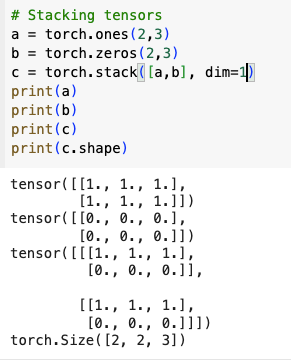 # Stacking tensors
a = torch.ones(2,3)
b = torch.zeros(2,3)
c = torch.stack([a,b], dim=1)
print(a)
print(b)
print(c)
print(c.shape)
tensor([[1., 1., 1.],
        [1., 1., 1.]])
tensor([[0., 0., 0.],
        [0., 0., 0.]])
tensor([[[1., 1., 1.],
         [0., 0., 0.]],

        [[1., 1., 1.],
         [0., 0., 0.]]])
torch.Size([2, 2, 3])